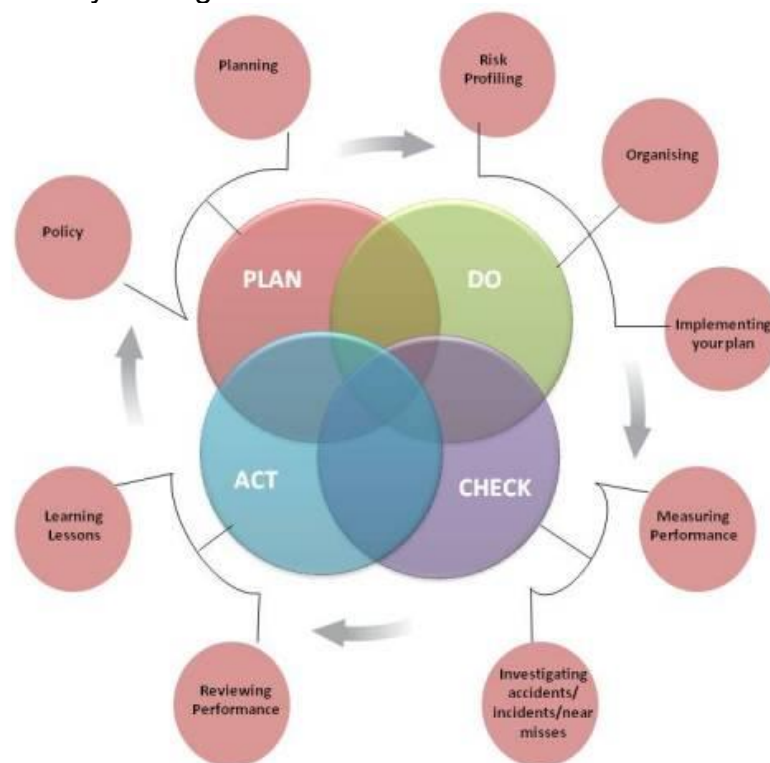 Planning
Risk
Profiling
Organising
Policy
PLAN
DO
Implementing
your plan
ACT
CHECK
Learning
Lessons
Measuring
Performance
Reviewing
Performance
Investigating
accidents/
incidents/near
misses